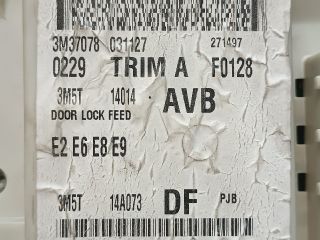 3M37078 031127 271497
0229 TRIM A F0128
3M5T 14014 AVB
DOOR LOCK FEED
E2 E6 E8 E9
3M5T 14A073 DF PJB